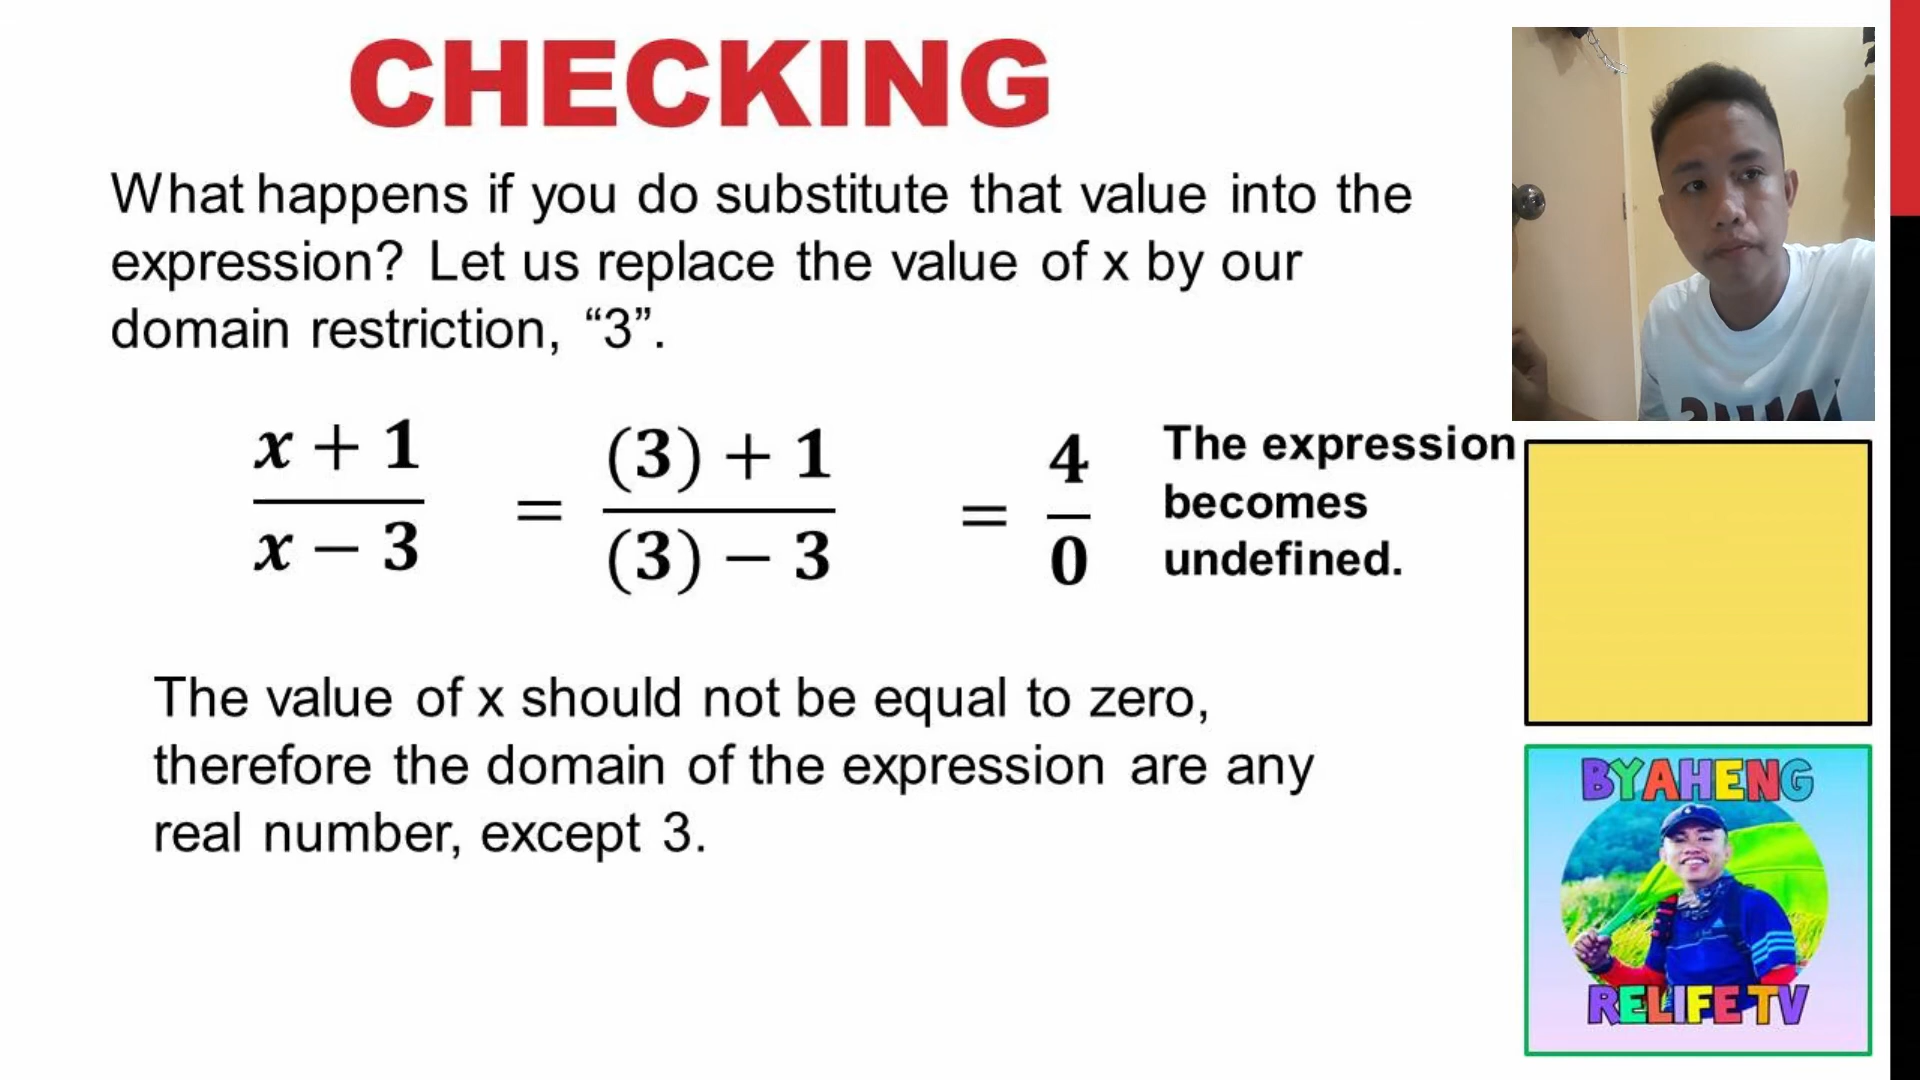 CHECKING
What happens if you do substitute that value into the
expression? Let us replace the value of x by our
domain restriction, “3”.
x + 1 / x − 3 = (3) + 1 / (3) − 3 = 4 / 0
The expression
becomes
undefined.
The value of x should not be equal to zero,
therefore the domain of the expression are any
real number, except 3.
BYAHENG
RELIFE TV